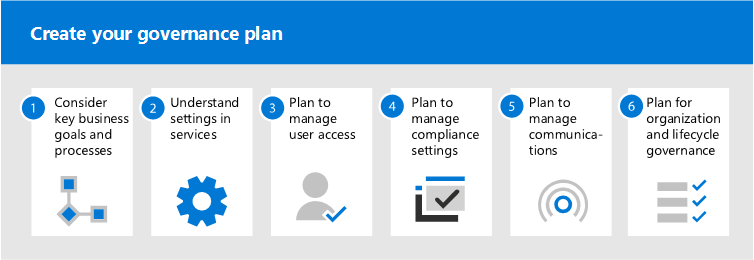 Create your governance plan
1
Consider
key business
goals and
processes
2
Understand
settings in
services
3
Plan to
manage
user access
4
Plan to
manage
compliance
settings
5
Plan to
manage
communica-
tions
6
Plan for
organization
and lifecycle
governance